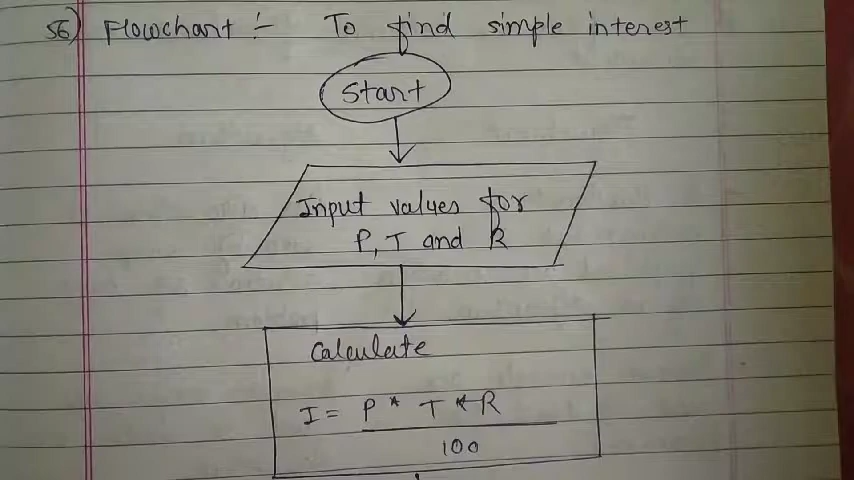 56) Flowchart :- To find simple interest
Start
Input values for
P, T and R
Calculate
I = P * T * R
100